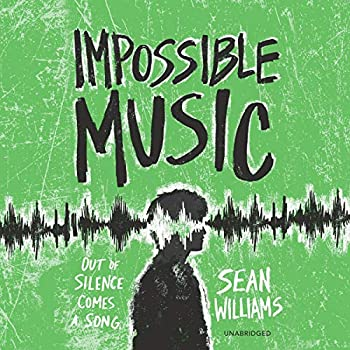 IMPOSSIBLE
MUSIC
OUT OF
SILENCE
COMES
A SONG
SEAN
WILLIAMS
UNABRIDGED